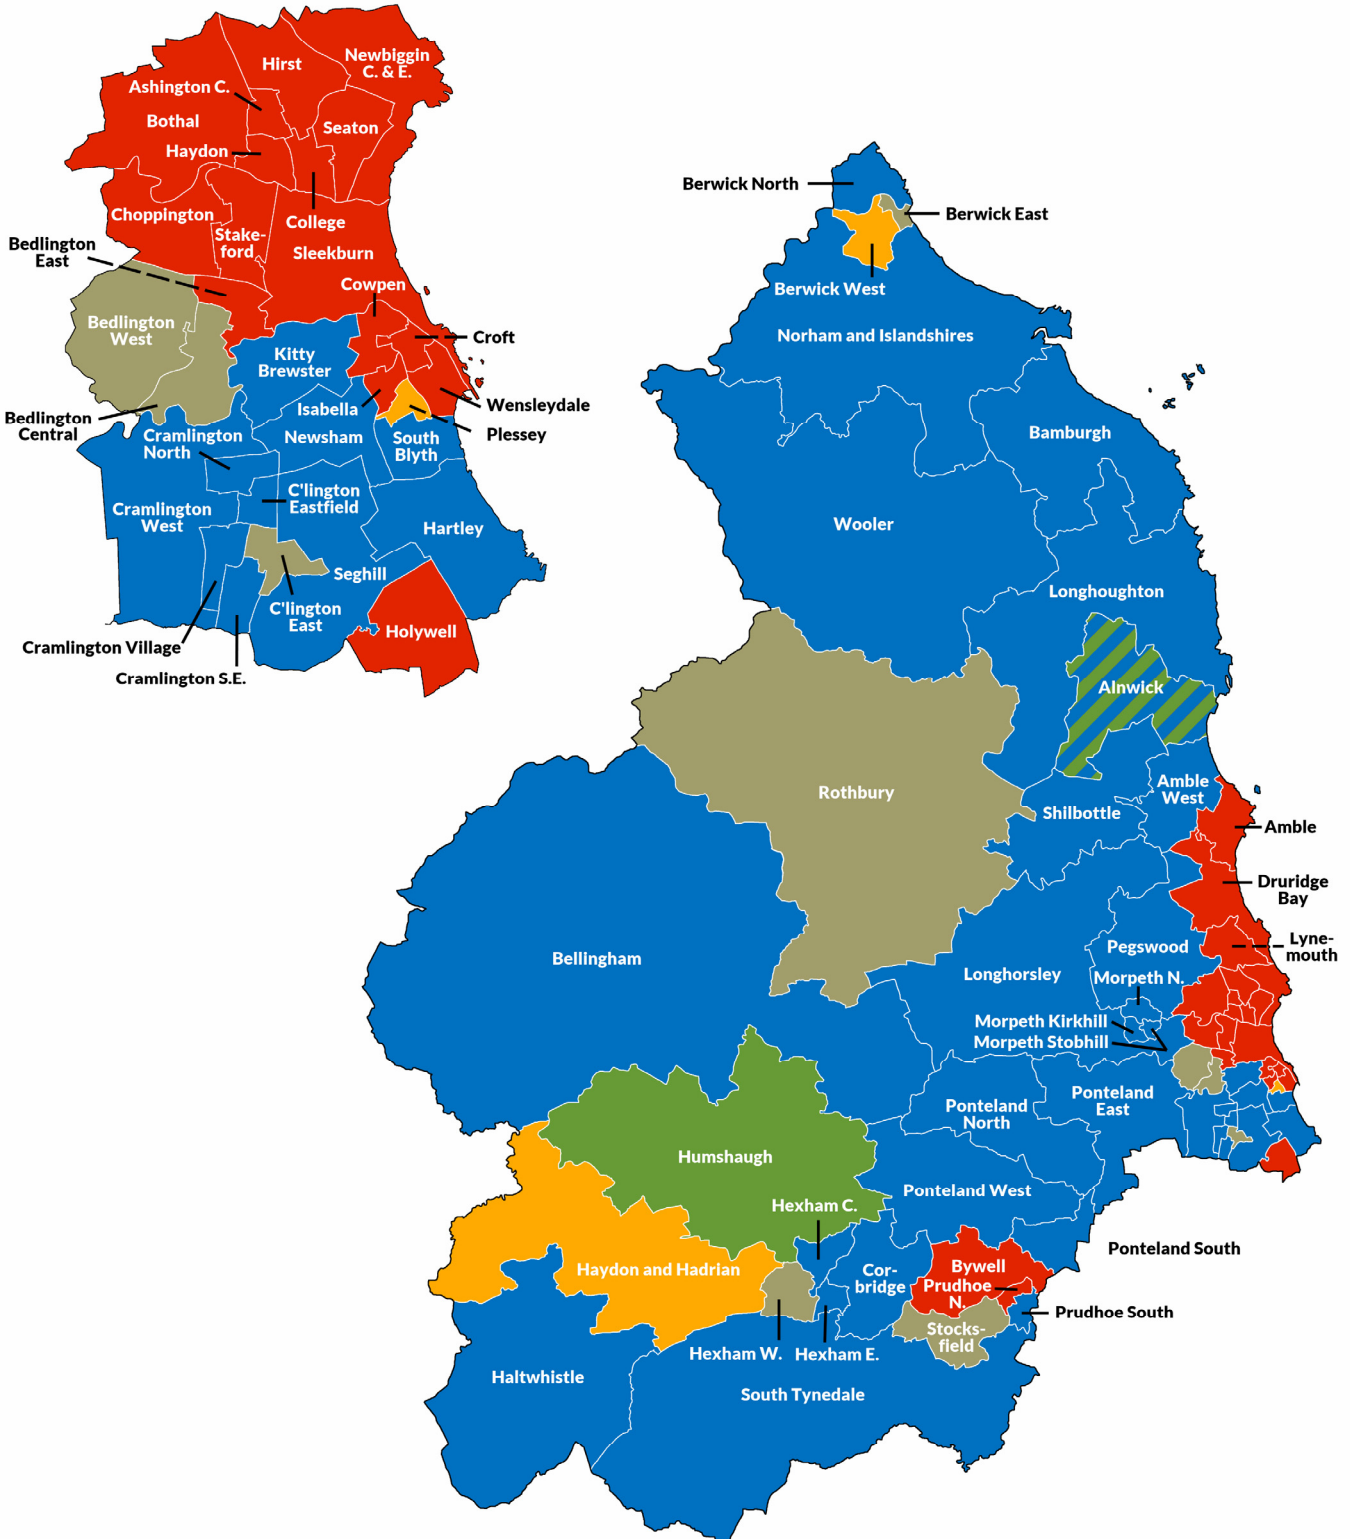 Hirst
Newbiggin
C. & E.
Ashington C.
Bothal
Seaton
Haydon
Choppington
College
Stake-
ford
Bedlington
East
Sleekburn
Cowpen
Bedlington
West
Croft
Kitty
Brewster
Isabella
Wensleydale
Bedlington
Central
Plessey
Cramlington
North
Newsham
South
Blyth
Cramlington
West
C'lington
Eastfield
Hartley
Seghill
C'lington
East
Holywell
Cramlington Village
Cramlington S.E.
Berwick North
Berwick East
Berwick West
Norham and Islandshires
Bamburgh
Wooler
Longhoughton
Alnwick
Rothbury
Amble
West
Shilbottle
Amble
Druridge
Bay
Pegswood
Lyne-
mouth
Bellingham
Longhorsley
Morpeth N.
Morpeth Kirkhill
Morpeth Stobhill
Ponteland
North
Ponteland
East
Humshaugh
Ponteland West
Hexham C.
Ponteland South
Haydon and Hadrian
Cor-
bridge
Bywell
Prudhoe
N.
Prudhoe South
Stocks-
field
Hexham W.
Hexham E.
Haltwhistle
South Tynedale